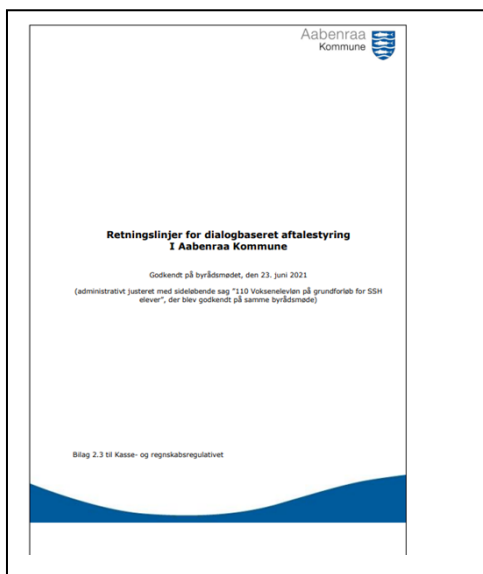 Aabenraa
Kommune
Retningslinjer for dialogbaseret aftalestyring
I Aabenraa Kommune
Godkendt på byrådsmødet, den 23. juni 2021
(administrativt justeret med sideløbende sag "110 Voksenelevløn på grundforløb for SSH
elever", der blev godkendt på samme byrådsmøde)
Bilag 2.3 til Kasse- og regnskabsregulativet